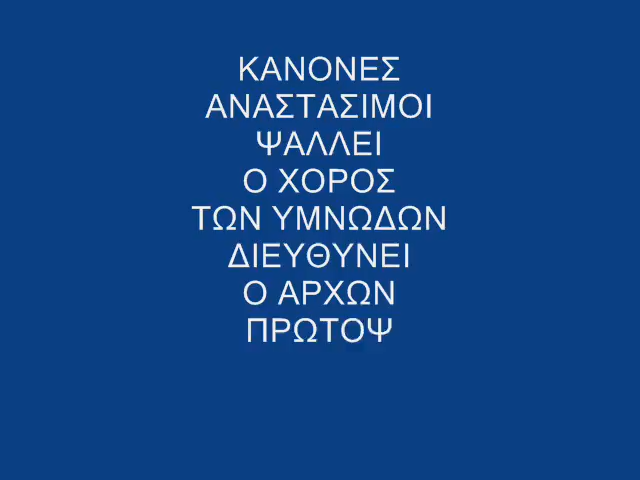 ΚΑΝΟΝΕΣ
ΑΝΑΣΤΑΣΙΜΟΙ
ΨΑΛΛΕΙ
Ο ΧΟΡΟΣ
ΤΩΝ ΥΜΝΩΔΩΝ
ΔΙΕΥΘΥΝΕΙ
Ο ΑΡΧΩΝ
ΠΡΩΤΟΨ